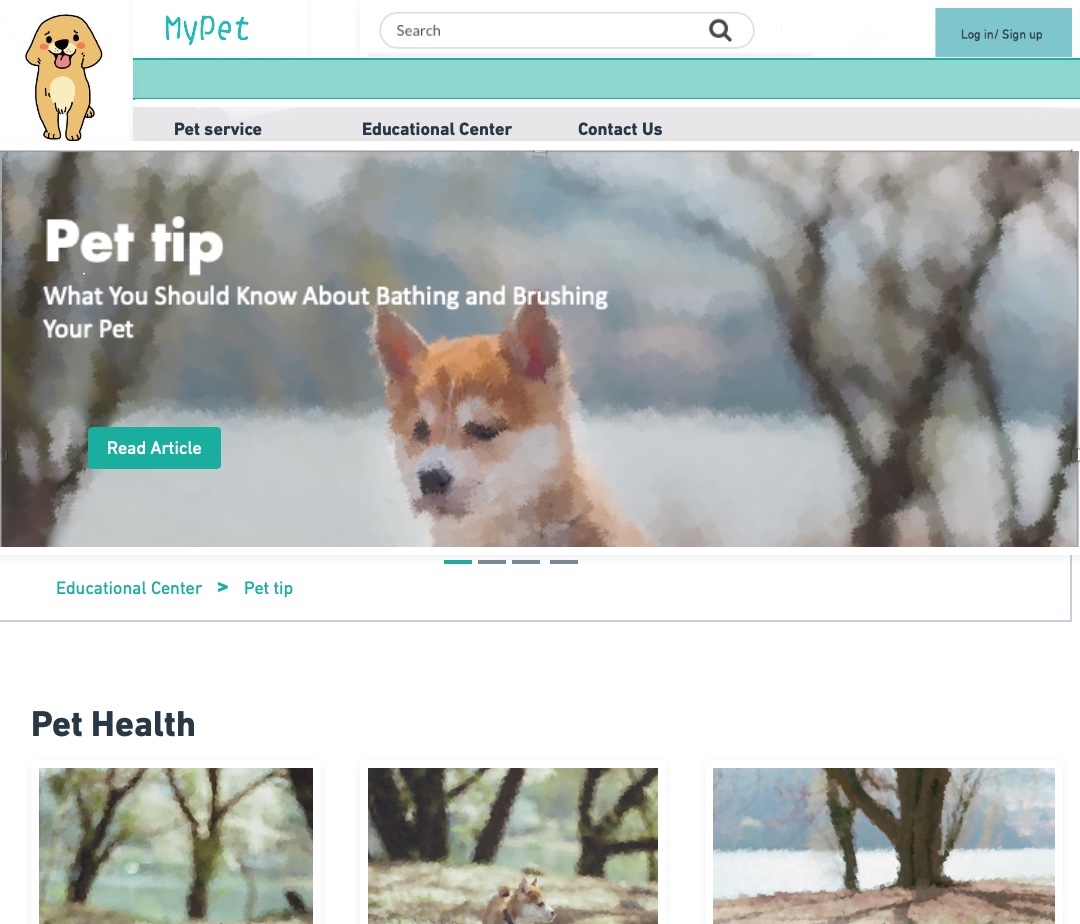 MyPet
Search
Log in/ Sign up
Pet service
Educational Center
Contact Us
Pet tip
What You Should Know About Bathing and Brushing
Your Pet
Read Article
Educational Center > Pet tip
Pet Health